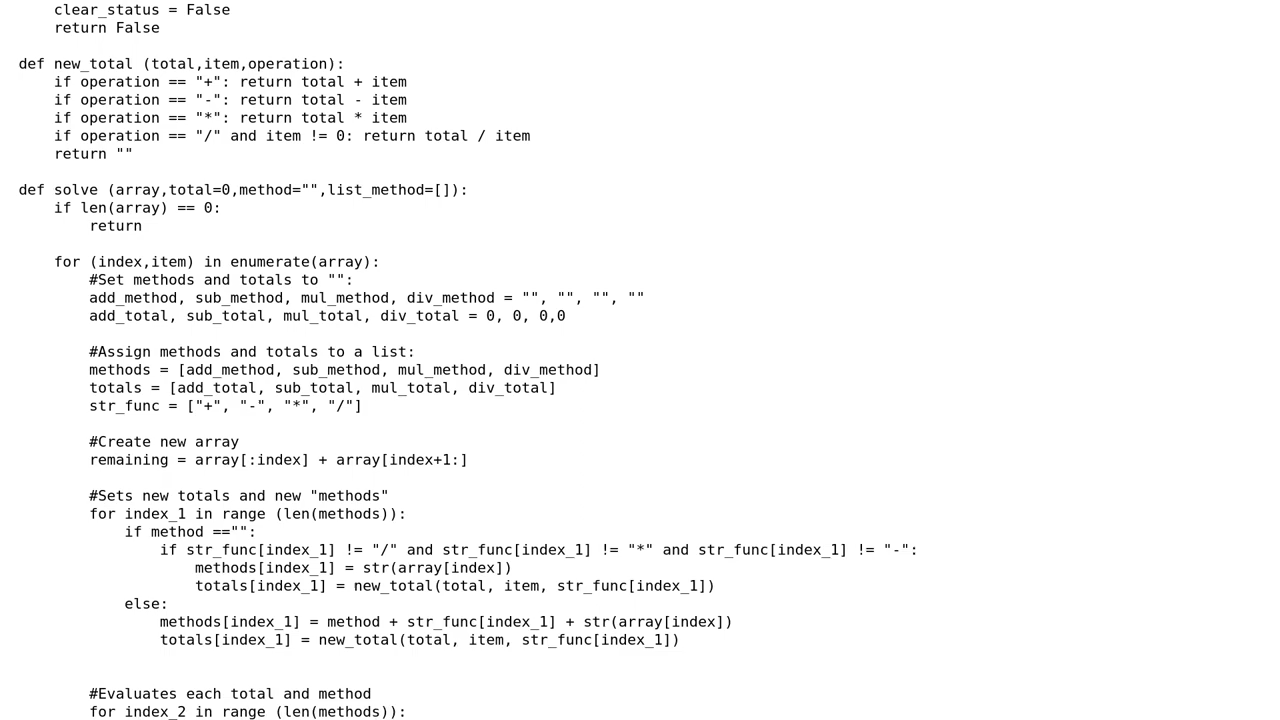 clear_status = False
    return False
def new_total (total,item,operation):
    if operation == "+": return total + item
    if operation == "-": return total - item
    if operation == "*": return total * item
    if operation == "/" and item != 0: return total / item
    return ""
def solve (array,total=0,method="",list_method=[]):
    if len(array) == 0:
        return
    for (index,item) in enumerate(array):
        #Set methods and totals to "":
        add_method, sub_method, mul_method, div_method = "", "", "", ""
        add_total, sub_total, mul_total, div_total = 0, 0, 0,0
        #Assign methods and totals to a list:
        methods = [add_method, sub_method, mul_method, div_method]
        totals = [add_total, sub_total, mul_total, div_total]
        str_func = ["+", "-", "*", "/"]
        #Create new array
        remaining = array[:index] + array[index+1:]
        #Sets new totals and new "methods"
        for index_1 in range (len(methods)):
            if method =="":
                if str_func[index_1] != "/" and str_func[index_1] != "*" and str_func[index_1] != "-":
                    methods[index_1] = str(array[index])
                    totals[index_1] = new_total(total, item, str_func[index_1])
            else:
                methods[index_1] = method + str_func[index_1] + str(array[index])
                totals[index_1] = new_total(total, item, str_func[index_1])
        #Evaluates each total and method
        for index_2 in range (len(methods)):